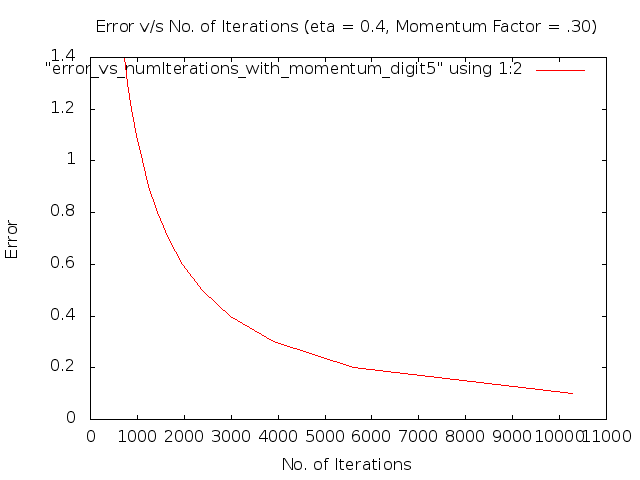 Error v/s No. of Iterations (eta = 0.4, Momentum Factor = .30)
1.4
"error_vs_numIterations_with_momentum_digit5" using 1:2
1.2
1
0.8
0.6
0.4
0.2
0
Error
0 1000 2000 3000 4000 5000 6000 7000 8000 9000 10000 11000
No. of Iterations